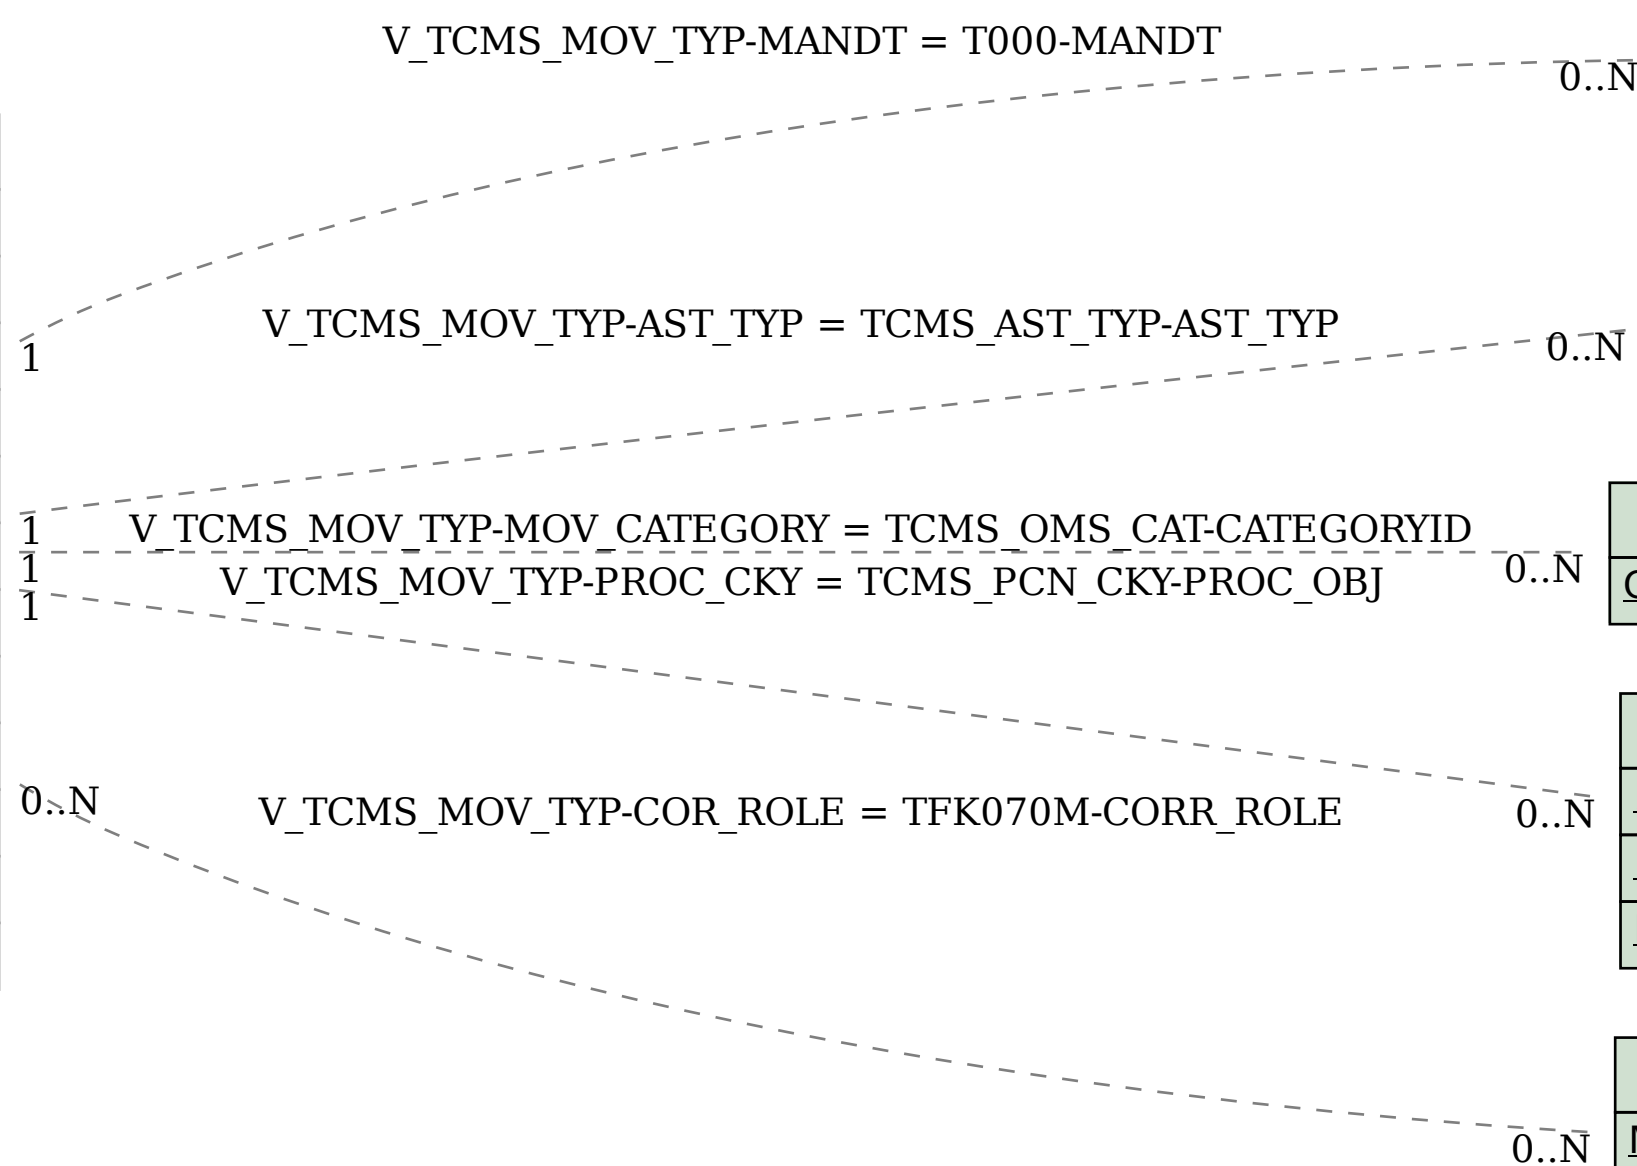 V_TCMS_MOV_TYP-MANDT = T000-MANDT
0..N
1
V_TCMS_MOV_TYP-AST_TYP = TCMS_AST_TYP-AST_TYP
0..N
1
V_TCMS_MOV_TYP-MOV_CATEGORY = TCMS_OMS_CAT-CATEGORYID
1
0..N
V_TCMS_MOV_TYP-PROC_CKY = TCMS_PCN_CKY-PROC_OBJ
1
0..N
V_TCMS_MOV_TYP-COR_ROLE = TFK070M-CORR_ROLE
0..N
0..N